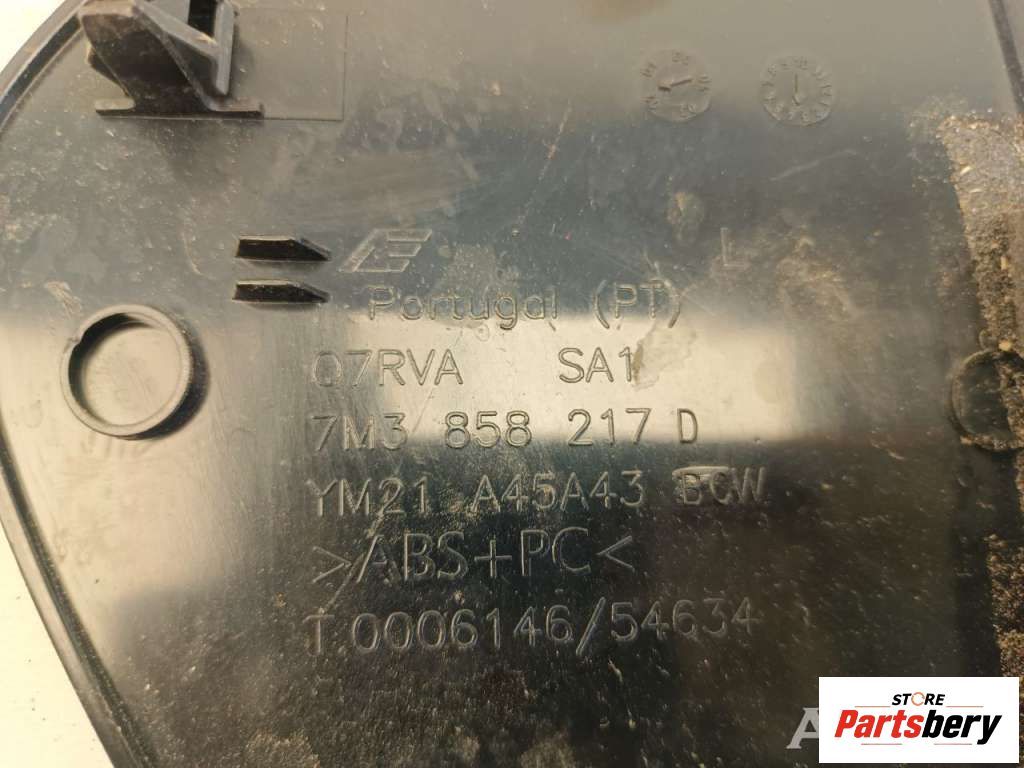 L
Portugal (PT)
07RVA SA1
7M3 858 217 D
YM21 A45A43 BCW
>ABS+PC<
T.0006146/54634
STORE
Partsbery